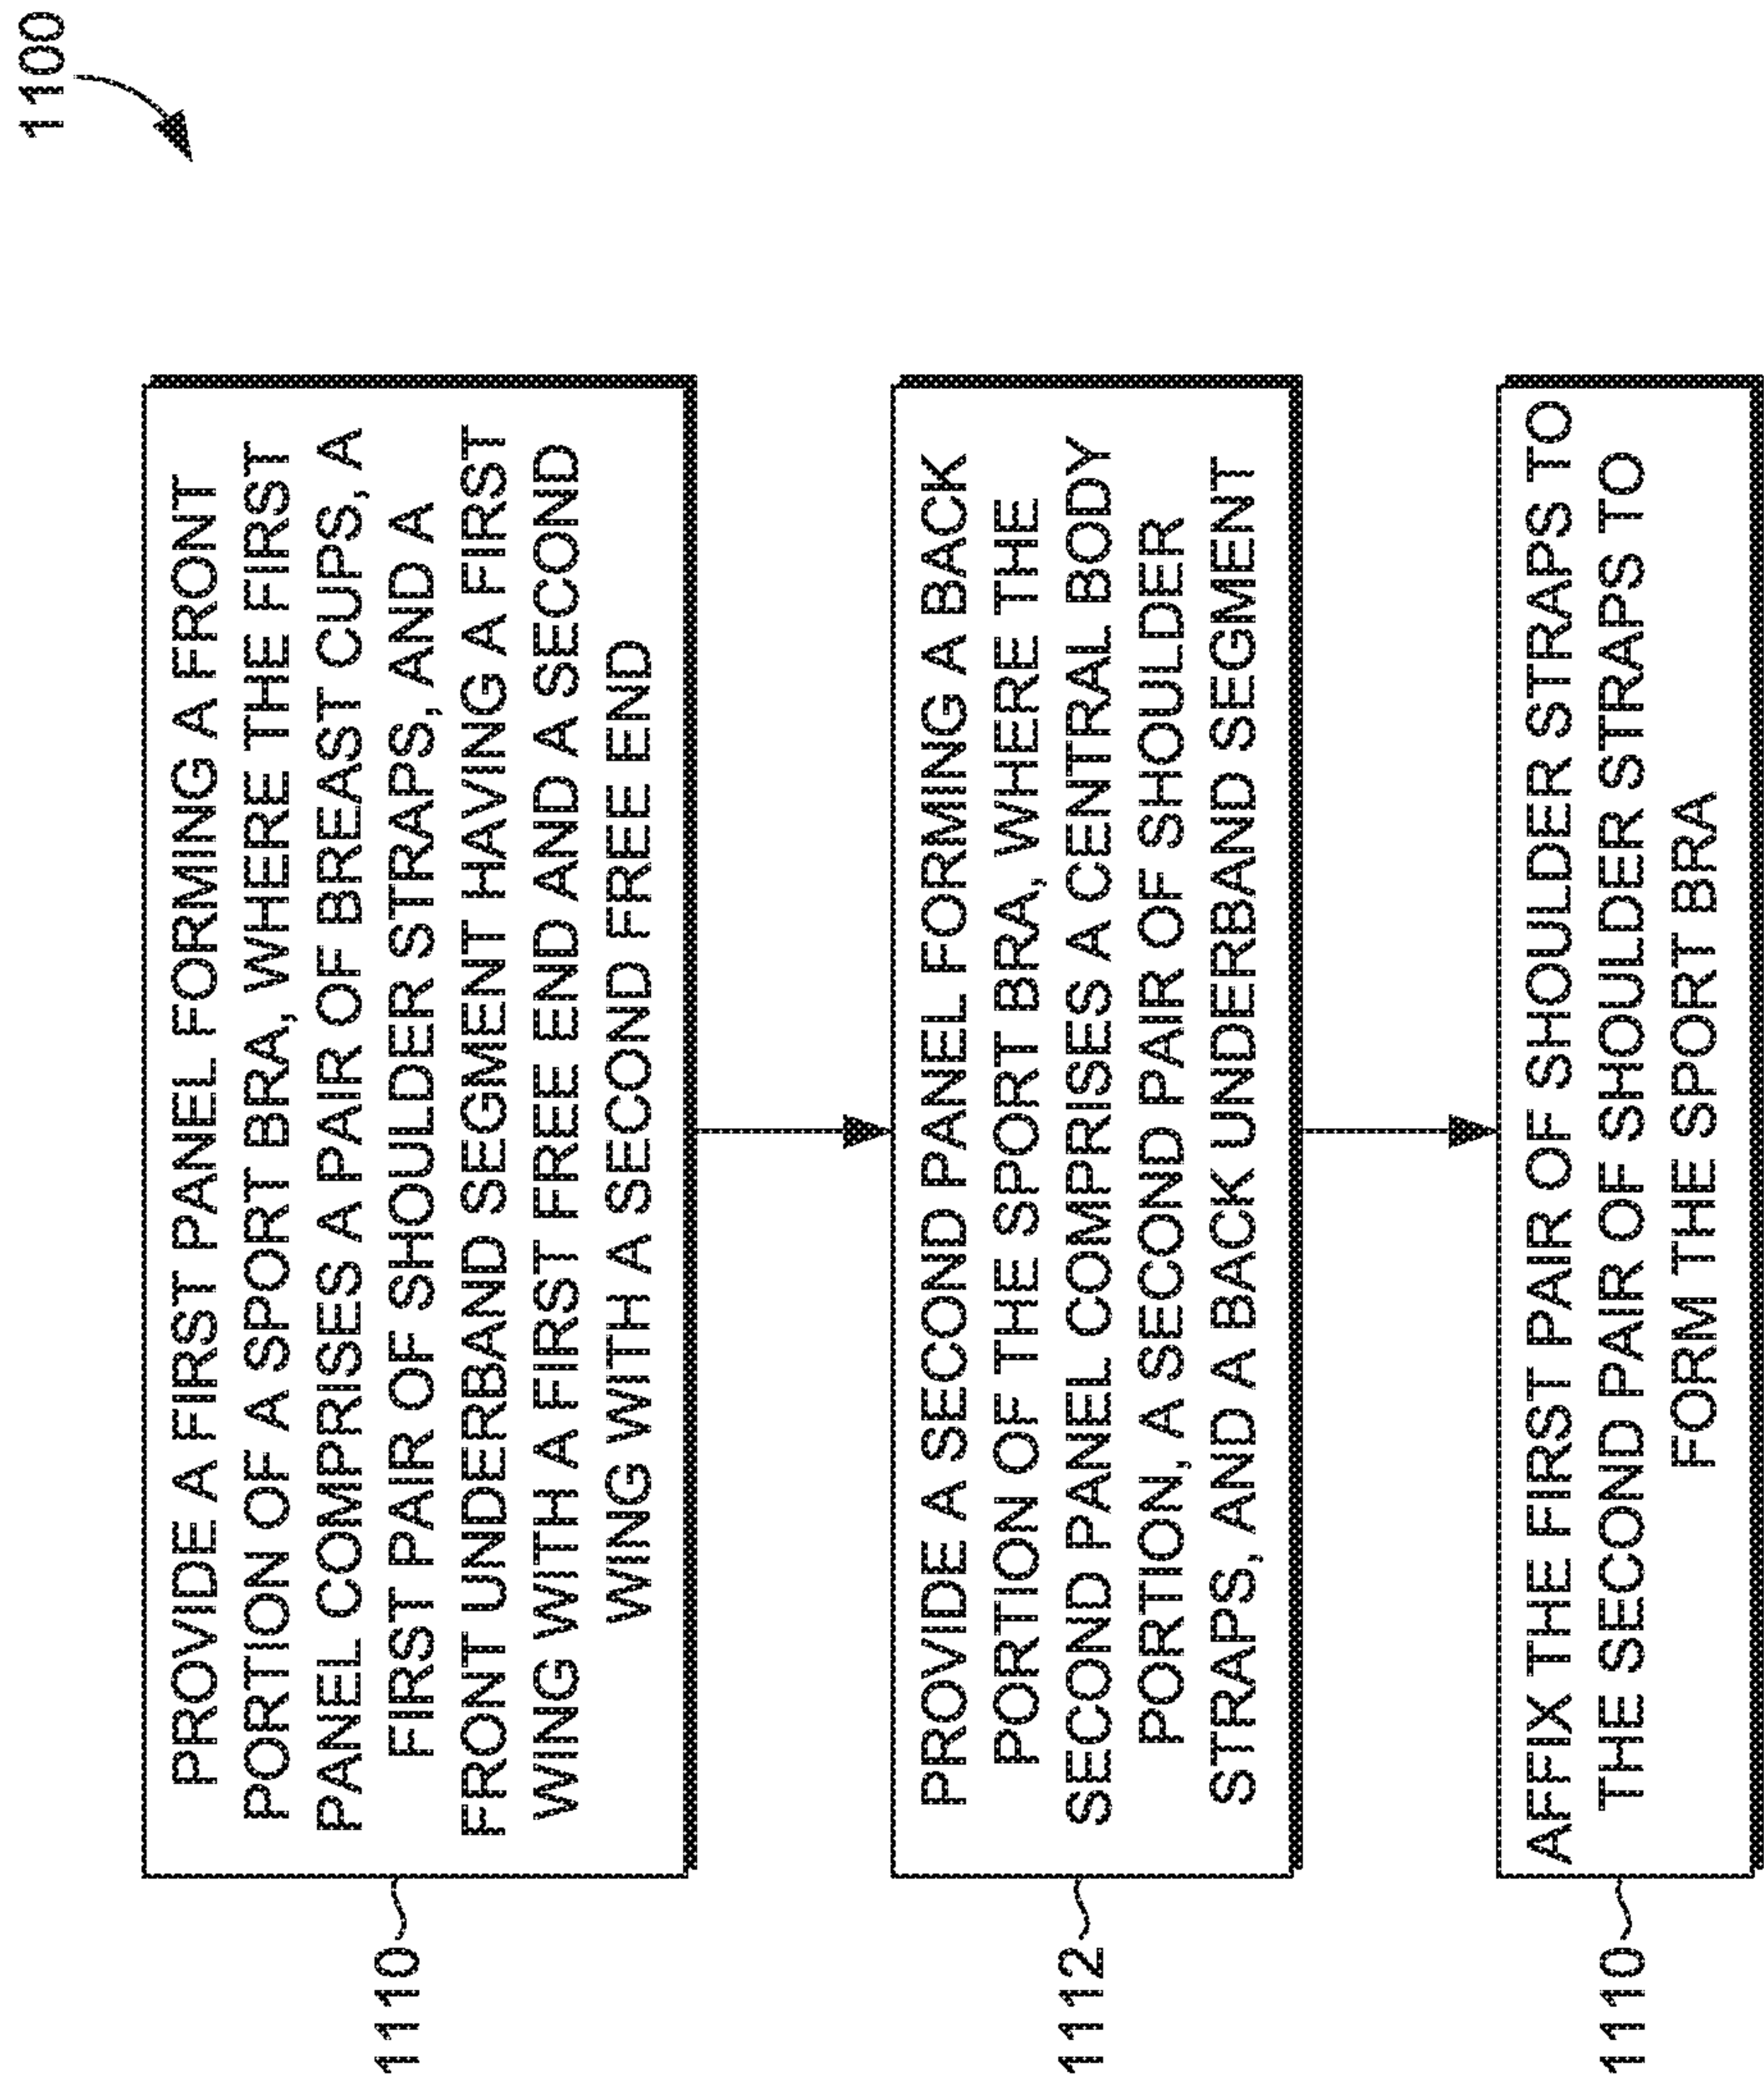 1100
PROVIDE A FIRST PANEL FORMING A FRONT
PORTION OF A SPORT BRA, WHERE THE FIRST
PANEL COMPRISES A PAIR OF BREAST CUPS, A
FIRST PAIR OF SHOULDER STRAPS, AND A
FRONT UNDERBAND SEGMENT HAVING A FIRST
WING WITH A FIRST FREE END AND A SECOND
WING WITH A SECOND FREE END
1110
PROVIDE A SECOND PANEL FORMING A BACK
PORTION OF THE SPORT BRA, WHERE THE
SECOND PANEL COMPRISES A CENTRAL BODY
PORTION, A SECOND PAIR OF SHOULDER
STRAPS, AND A BACK UNDERBAND SEGMENT
1112
AFFIX THE FIRST PAIR OF SHOULDER STRAPS TO
THE SECOND PAIR OF SHOULDER STRAPS TO
FORM THE SPORT BRA
1110